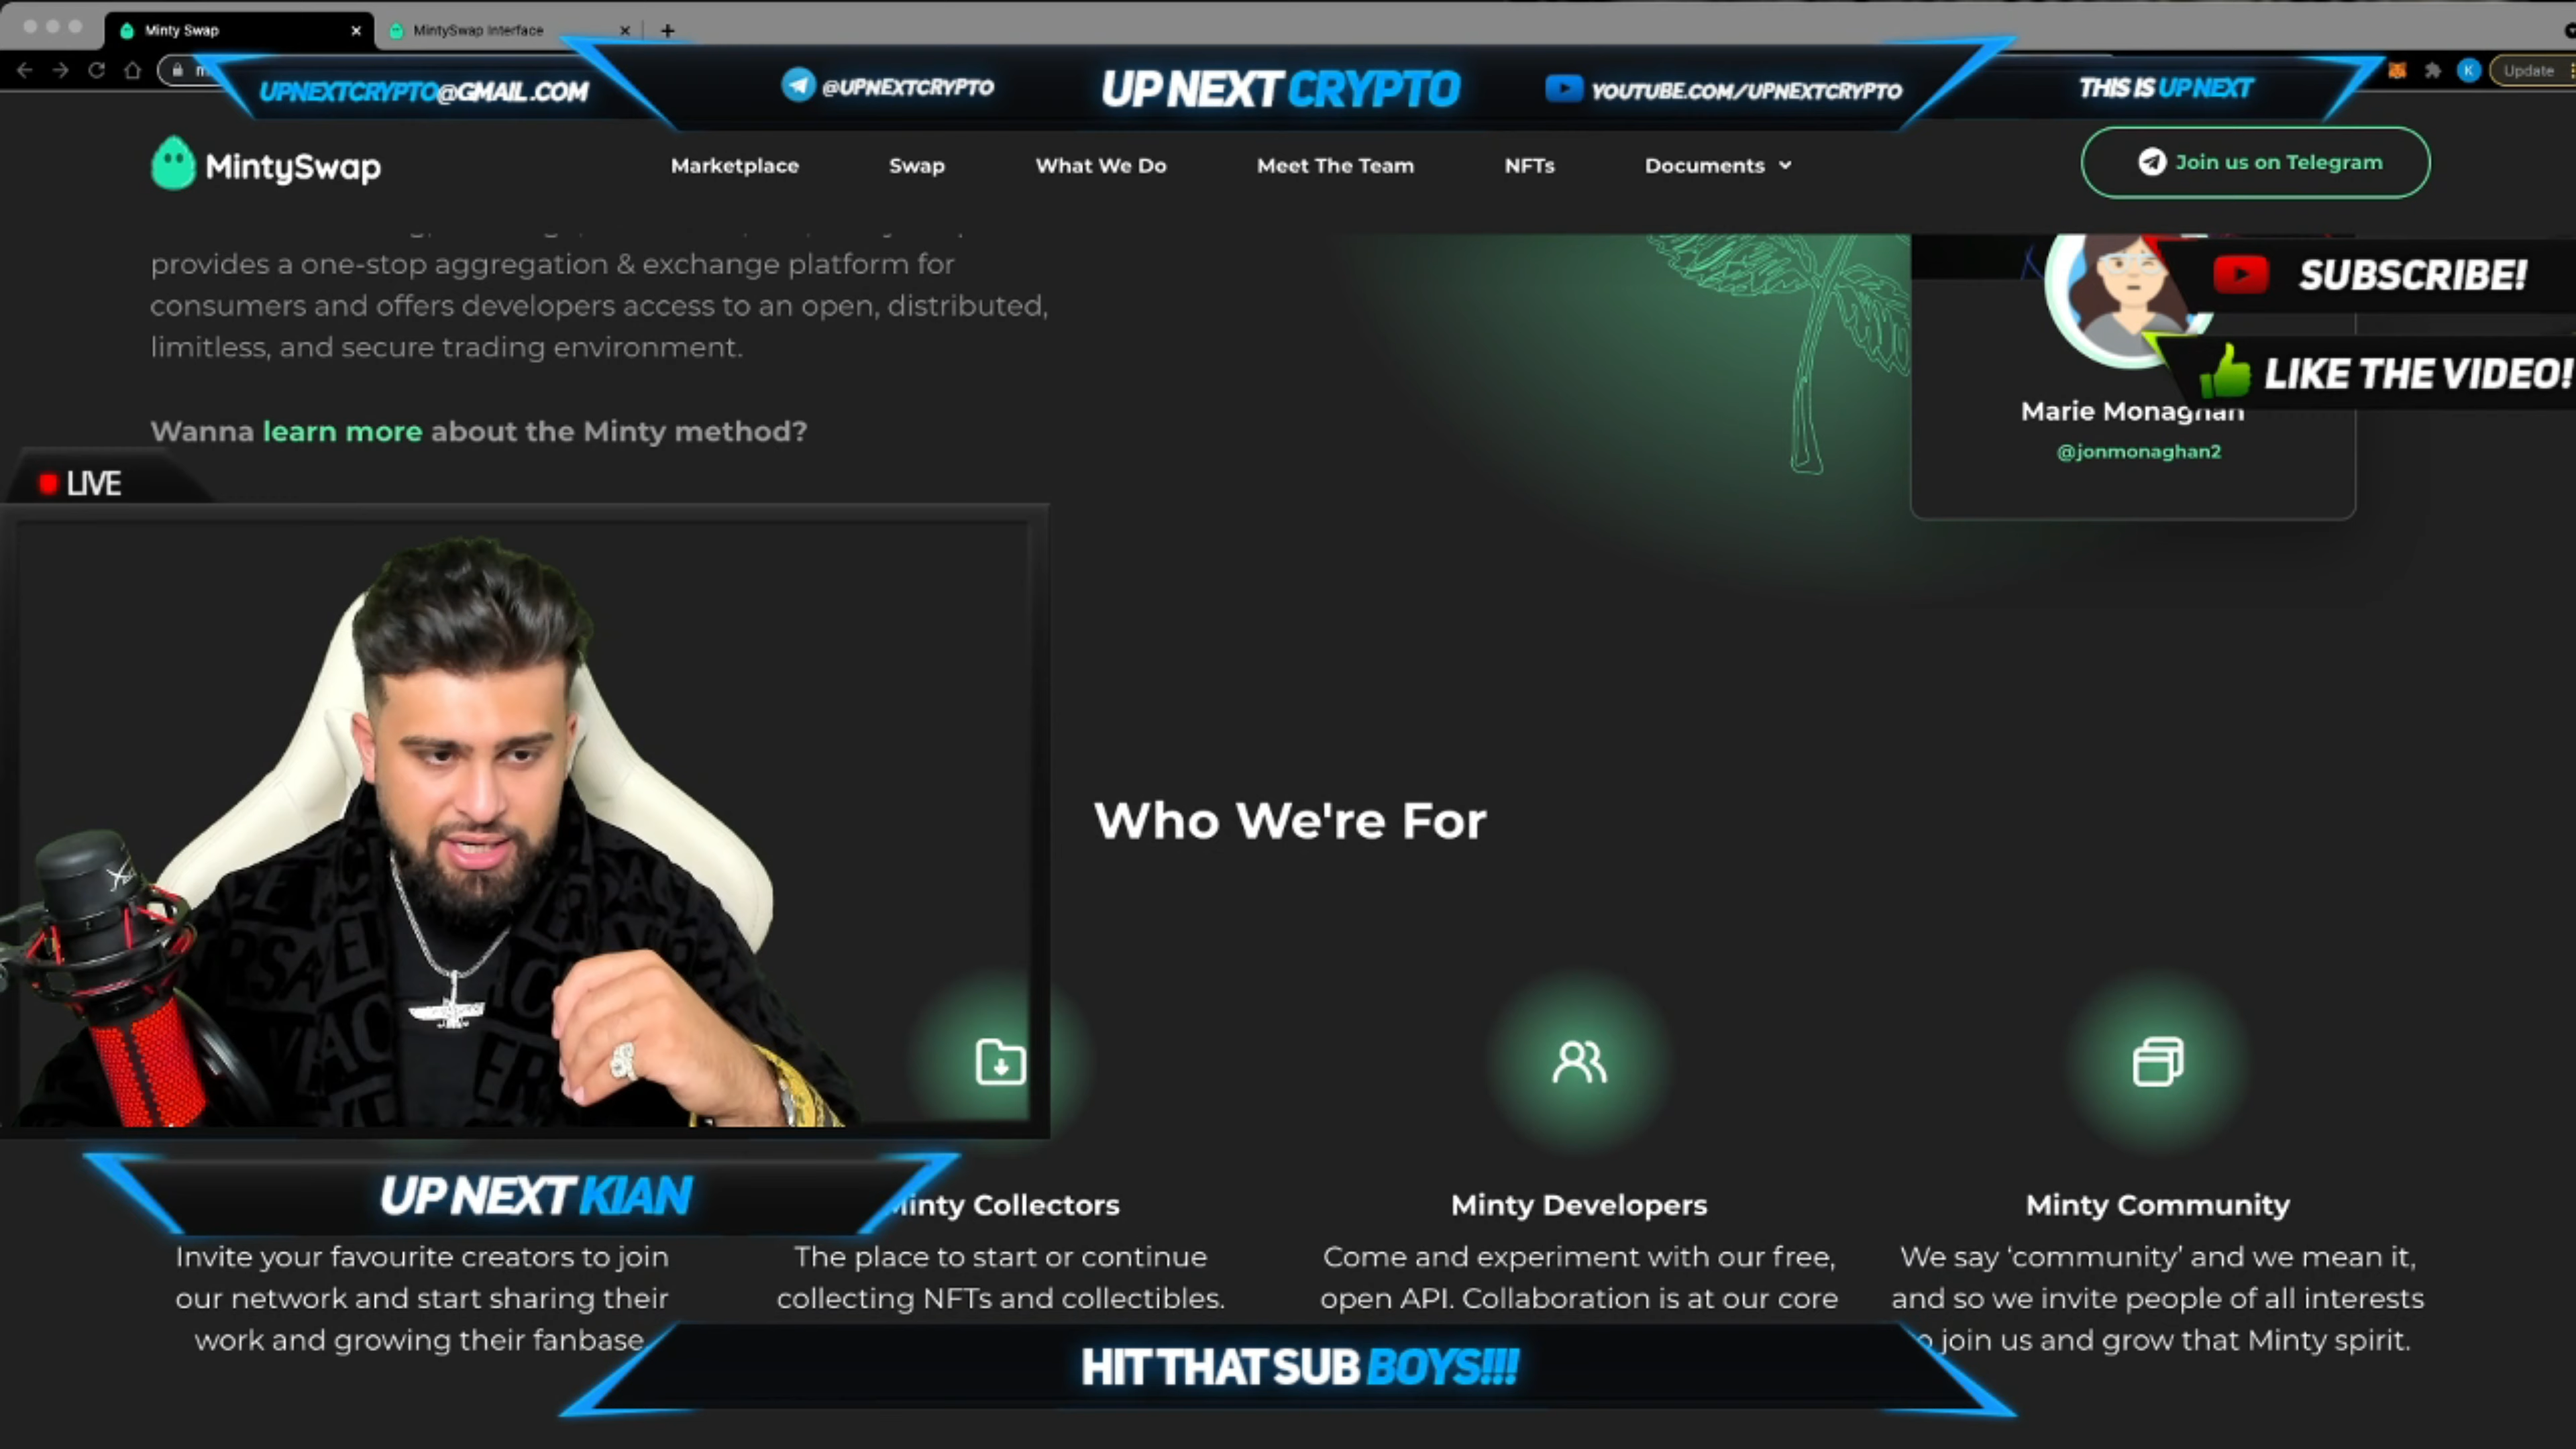 Minty Swap
MintySwap Interface
UPNEXTCRYPTO@GMAIL.COM
@UPNEXTCRYPTO
UP NEXT CRYPTO
YOUTUBE.COM/UPNEXTCRYPTO
THIS IS UP NEXT
K
Update
MintySwap
Marketplace
Swap
What We Do
Meet The Team
NFTs
Documents
Join us on Telegram
provides a one-stop aggregation & exchange platform for
consumers and offers developers access to an open, distributed,
limitless, and secure trading environment.
Wanna learn more about the Minty method?
SUBSCRIBE!
LIKE THE VIDEO!
Marie Monaghan
@jonmonaghan2
LIVE
Who We're For
UP NEXT KIAN
Minty Collectors
Minty Developers
Minty Community
Invite your favourite creators to join
our network and start sharing their
work and growing their fanbase.
The place to start or continue
collecting NFTs and collectibles.
Come and experiment with our free,
open API. Collaboration is at our core
We say ‘community’ and we mean it,
and so we invite people of all interests
to join us and grow that Minty spirit.
HIT THAT SUB BOYS!!!